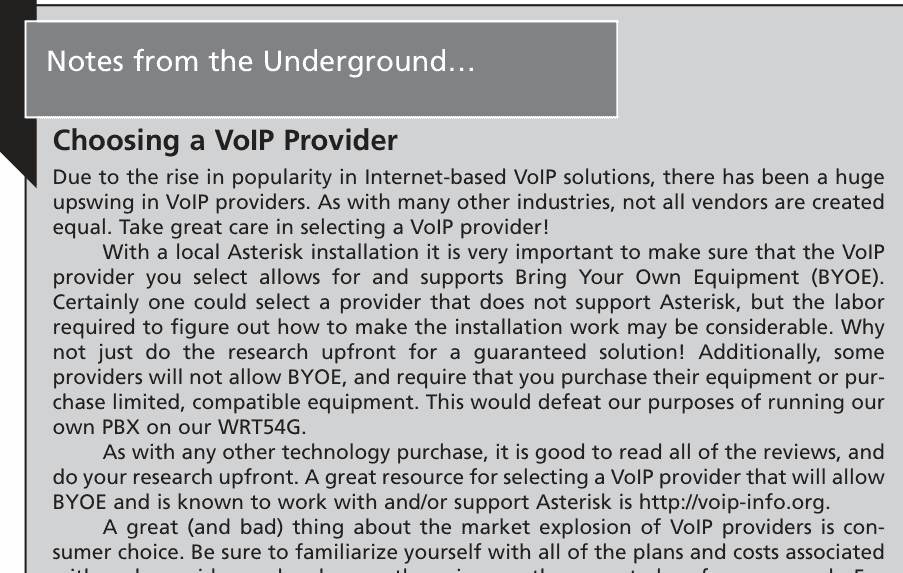 Notes from the Underground…
Choosing a VoIP Provider
Due to the rise in popularity in Internet-based VoIP solutions, there has been a huge
upswing in VoIP providers. As with many other industries, not all vendors are created
equal. Take great care in selecting a VoIP provider!
With a local Asterisk installation it is very important to make sure that the VoIP
provider you select allows for and supports Bring Your Own Equipment (BYOE).
Certainly one could select a provider that does not support Asterisk, but the labor
required to figure out how to make the installation work may be considerable. Why
not just do the research upfront for a guaranteed solution! Additionally, some
providers will not allow BYOE, and require that you purchase their equipment or pur-
chase limited, compatible equipment. This would defeat our purposes of running our
own PBX on our WRT54G.
As with any other technology purchase, it is good to read all of the reviews, and
do your research upfront. A great resource for selecting a VoIP provider that will allow
BYOE and is known to work with and/or support Asterisk is http://voip-info.org.
A great (and bad) thing about the market explosion of VoIP providers is con-
sumer choice. Be sure to familiarize yourself with all of the plans and costs associated